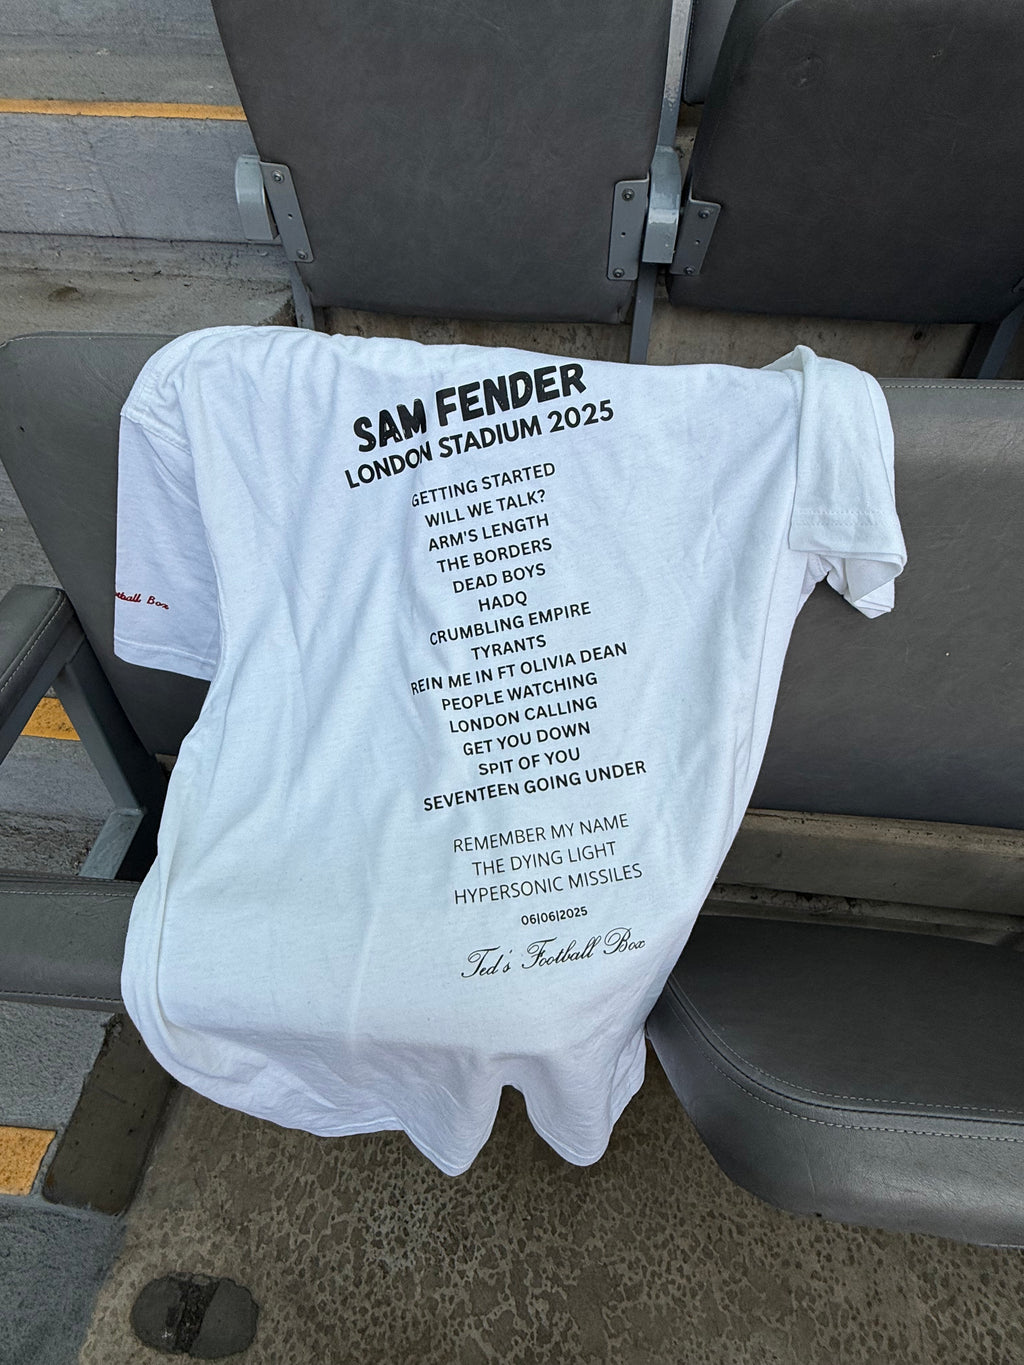 SAM FENDER
LONDON STADIUM 2025
GETTING STARTED
WILL WE TALK?
ARM'S LENGTH
THE BORDERS
DEAD BOYS
HADQ
CRUMBLING EMPIRE
TYRANTS
REIN ME IN FT OLIVIA DEAN
PEOPLE WATCHING
LONDON CALLING
GET YOU DOWN
SPIT OF YOU
SEVENTEEN GOING UNDER
REMEMBER MY NAME
THE DYING LIGHT
HYPERSONIC MISSILES
06|06|2025
Ted's Football Box
Box